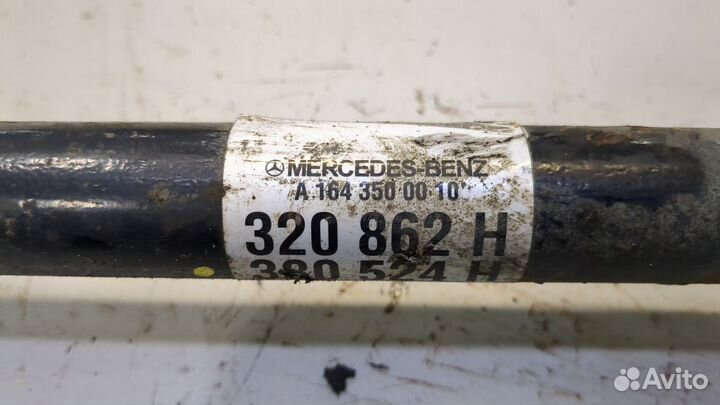 MERCEDES-BENZ
A 164 350 00 10
320 862 H
380 524 H
Avito